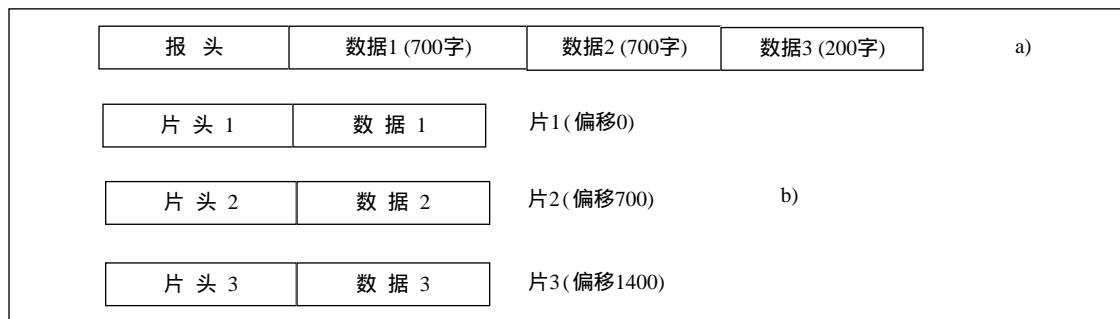 报 头 数据1 (700字) 数据2 (700字) 数据3 (200字) a)
片 头 1 数 据 1 片1(偏移0)
片 头 2 数 据 2 片2(偏移700) b)
片 头 3 数 据 3 片3(偏移1400)